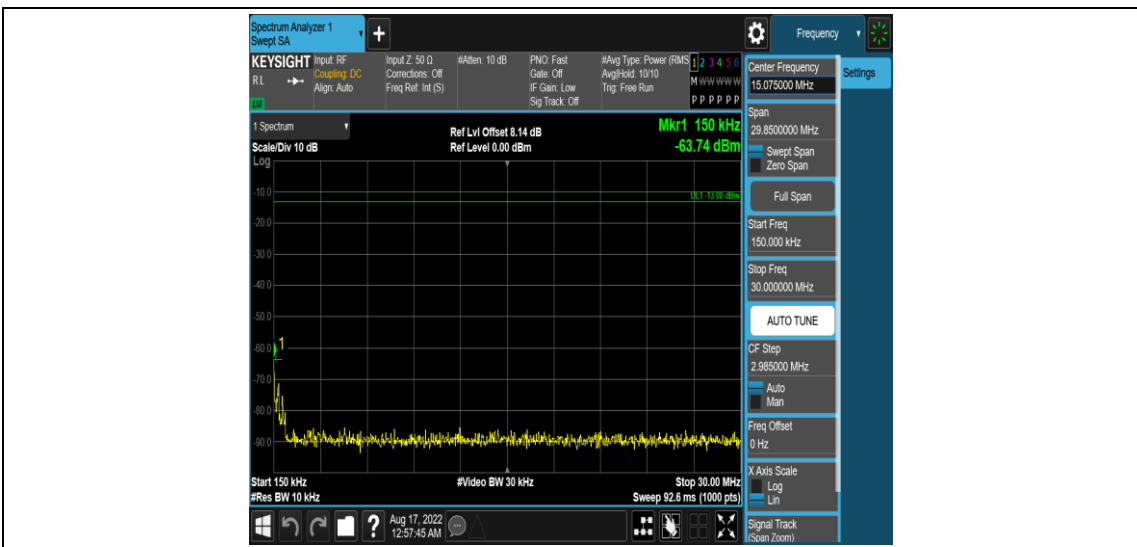 Spectrum Analyzer 1
Swept SA
+
Frequency
KEYSIGHT
RL
LXI
Input: RF
Coupling: DC
Align: Auto
Input Z: 50 Ω
Corrections: Off
Freq Ref: Int (S)
#Atten: 10 dB
PNO: Fast
Gate: Off
IF Gain: Low
Sig Track: Off
#Avg Type: Power (RMS
Avg|Hold: 10/10
Trig: Free Run
1 2 3 4 5 6
M W W W W W
P P P P P P
1 Spectrum
Scale/Div 10 dB
Log
Ref Lvl Offset 8.14 dB
Ref Level 0.00 dBm
Mkr1 150 kHz
-63.74 dBm
DL1 -13.00 dBm
-10.0
-20.0
-30.0
-40.0
-50.0
-60.0
1
-70.0
-80.0
-90.0
Start 150 kHz
#Res BW 10 kHz
#Video BW 30 kHz
Stop 30.00 MHz
Sweep 92.6 ms (1000 pts)
Center Frequency
15.075000 MHz
Settings
Span
29.8500000 MHz
Swept Span
Zero Span
Full Span
Start Freq
150.000 kHz
Stop Freq
30.000000 MHz
AUTO TUNE
CF Step
2.985000 MHz
Auto
Man
Freq Offset
0 Hz
X Axis Scale
Log
Lin
Signal Track
(Span Zoom)
?
Aug 17, 2022
12:57:45 AM